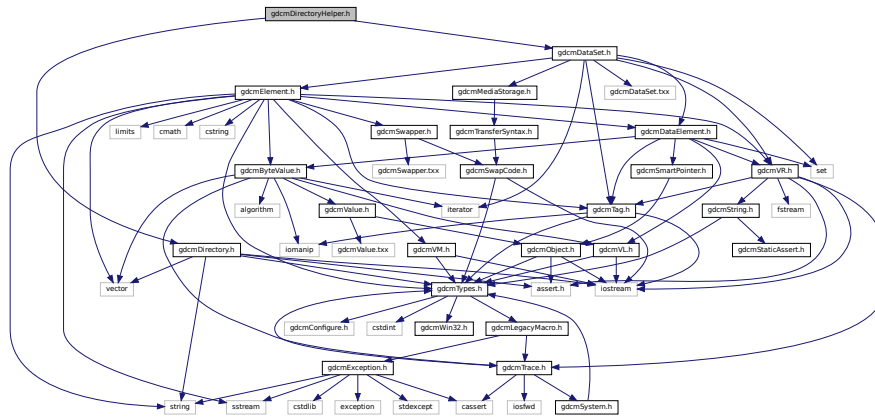 gdcmDirectoryHelper.h
gdcmDataSet.h
gdcmElement.h
gdcmMediaStorage.h
gdcmDataSet.txx
limits
cmath
cstring
gdcmSwapper.h
gdcmTransferSyntax.h
gdcmDataElement.h
gdcmByteValue.h
gdcmSwapper.txx
gdcmSwapCode.h
gdcmSmartPointer.h
gdcmVR.h
set
algorithm
gdcmValue.h
iterator
gdcmTag.h
gdcmString.h
fstream
gdcmDirectory.h
iomanip
gdcmValue.txx
gdcmVM.h
gdcmObject.h
gdcmVL.h
gdcmStaticAssert.h
vector
gdcmTypes.h
assert.h
iostream
gdcmConfigure.h
cstdint
gdcmWin32.h
gdcmLegacyMacro.h
gdcmException.h
gdcmTrace.h
string
sstream
cstdlib
exception
stdexcept
cassert
iosfwd
gdcmSystem.h